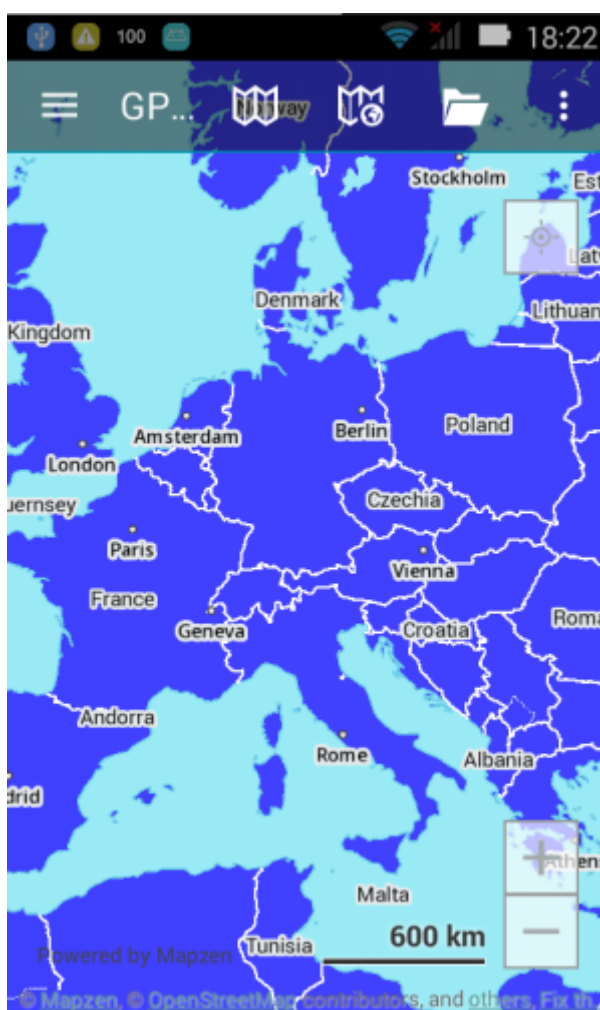 100
18:22
GP...
Norway
Stockholm
Est
Latv
Denmark
Lithuan
Kingdom
Amsterdam
Berlin
Poland
London
uernsey
Czechia
Paris
Vienna
France
Roma
Geneva
Croatia
Andorra
Rome
Albania
drid
Athens
Malta
600 km
Powered by Mapzen
Tunisia
© Mapzen, © OpenStreetMap contributors, and others, Fix th...